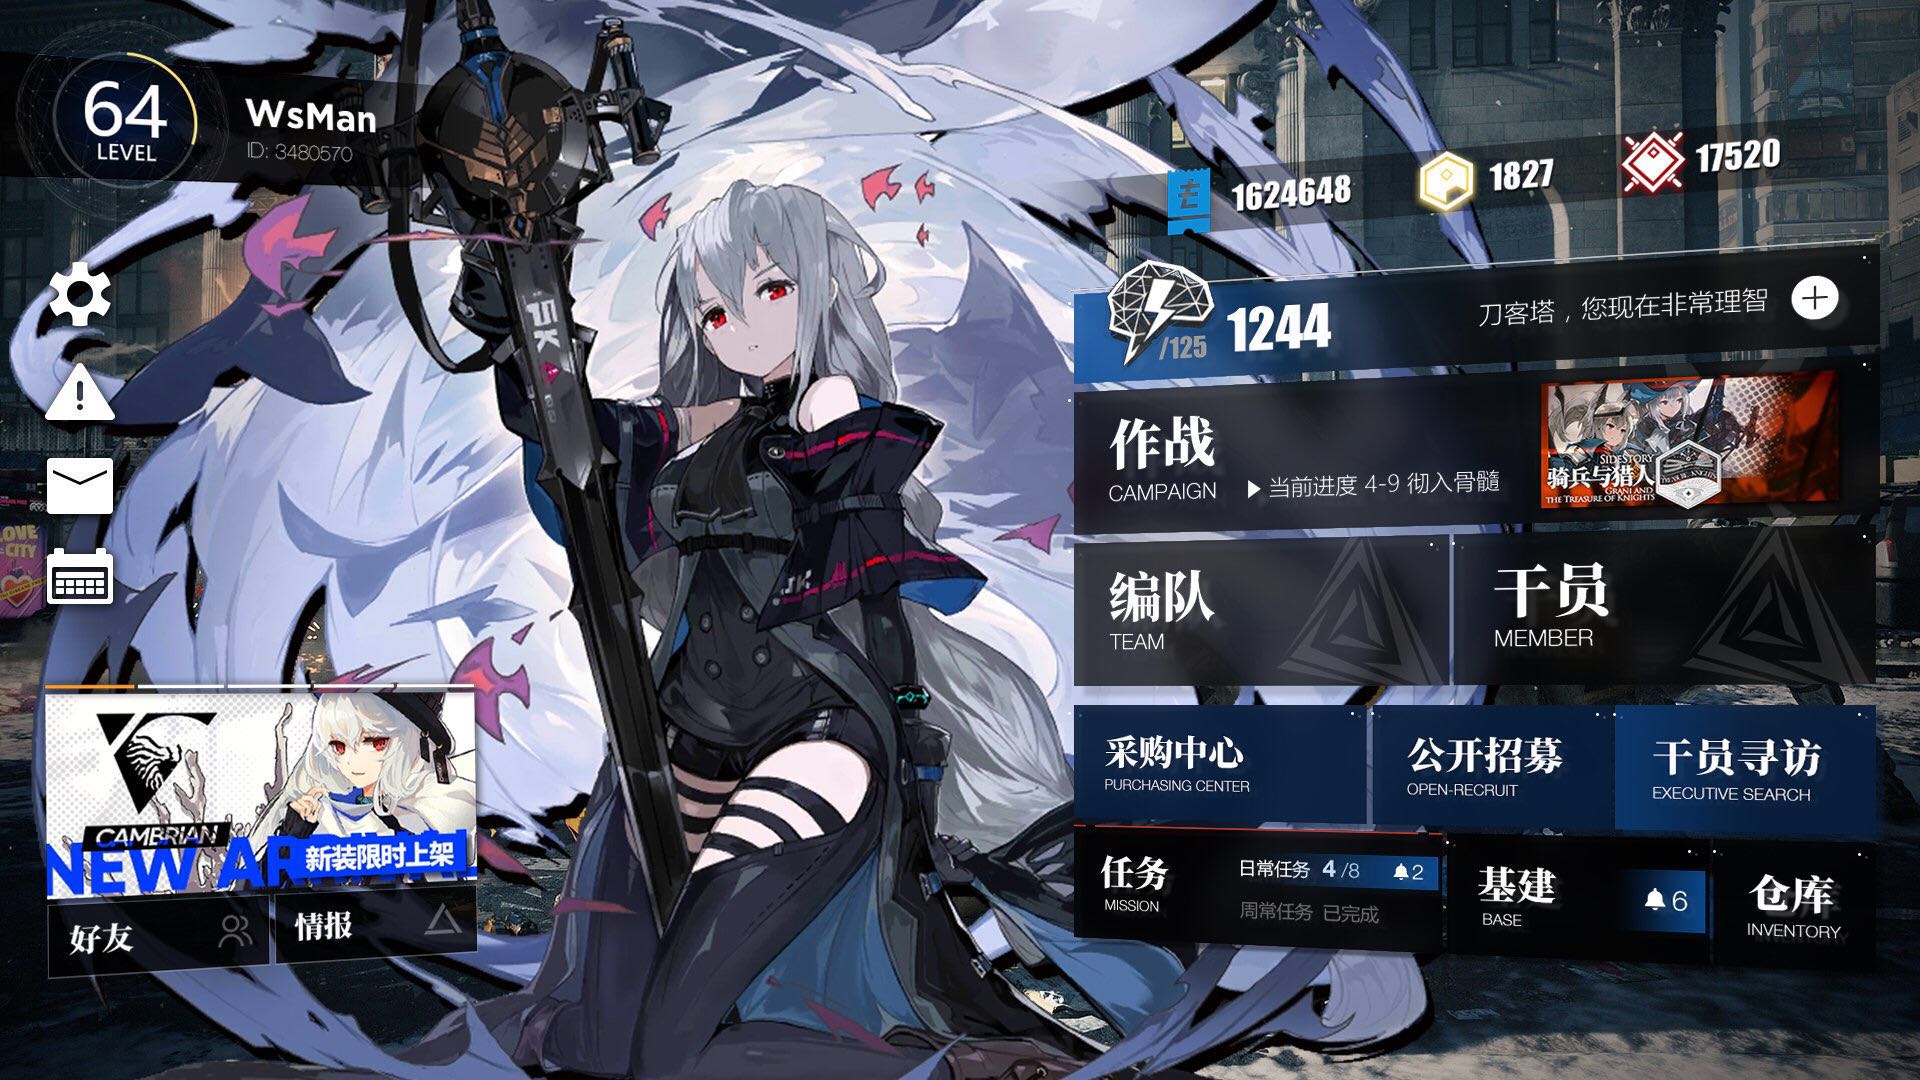 64
LEVEL
WsMan
ID: 3480570
1624648
1827
17520
SK
/125
1244
刀客塔，您现在非常理智
作战
CAMPAIGN
当前进度 4-9 彻入骨髓
SIDESTORY
骑兵与猎人
GRANI AND
THE TREASURE OF KNIGHTS
编队
TEAM
干员
MEMBER
LOVE
CITY
采购中心
PURCHASING CENTER
公开招募
OPEN-RECRUIT
干员寻访
EXECUTIVE SEARCH
CAMBRIAN
NEW AR
新装限时上架
任务
MISSION
日常任务 4/8
2
周常任务 已完成
基建
BASE
6
仓库
INVENTORY
好友
情报